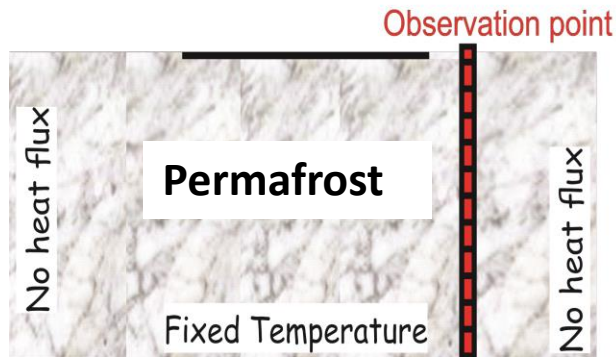 Observation point
No heat flux
Permafrost
No heat flux
Fixed Temperature